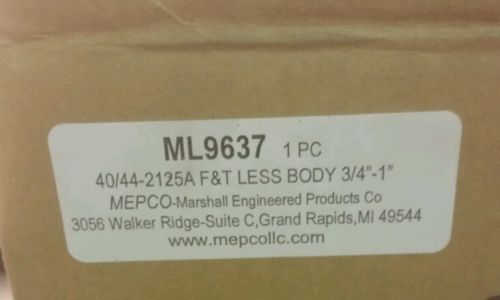 ML9637 1 PC
40/44-2125A F&T LESS BODY 3/4"-1"
MEPCO-Marshall Engineered Products Co
3056 Walker Ridge-Suite C,Grand Rapids,MI 49544
www.mepcollc.com